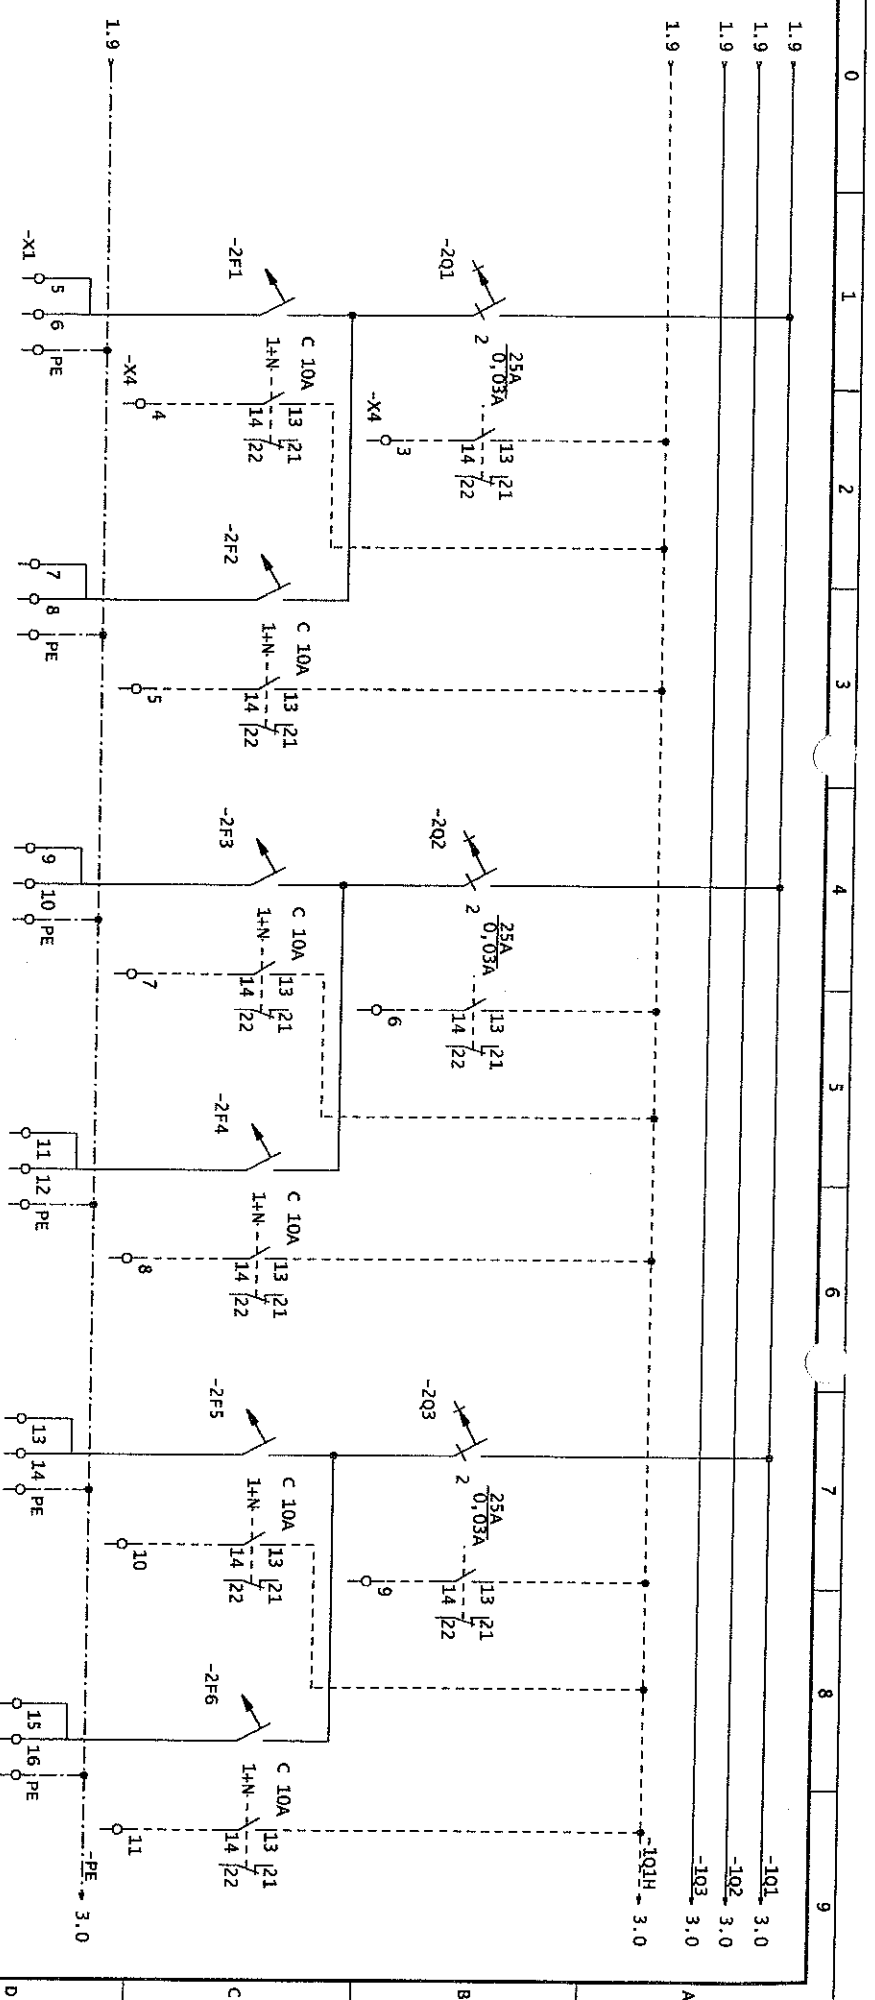 0 1 2 3 4 5 6 7 8 9
1.9
-1Q1 3.0
1.9
-1Q2 3.0
1.9
-1Q3 3.0
1.9
-1Q1H 3.0
-2Q1
2
25A
0,03A
13 21
14 22
-X4
3
-2Q2
2
25A
0,03A
13 21
14 22
6
-2Q3
2
25A
0,03A
13 21
14 22
9
-2F1
C 10A
1+N
13 21
14 22
-X4
4
-2F2
C 10A
1+N
13 21
14 22
5
-2F3
C 10A
1+N
13 21
14 22
7
-2F4
C 10A
1+N
13 21
14 22
8
-2F5
C 10A
1+N
13 21
14 22
10
-2F6
C 10A
1+N
13 21
14 22
11
1.9
-PE 3.0
-X1
5 6 PE
7 8 PE
9 10 PE
11 12 PE
13 14 PE
15 16 PE
A
B
C
D